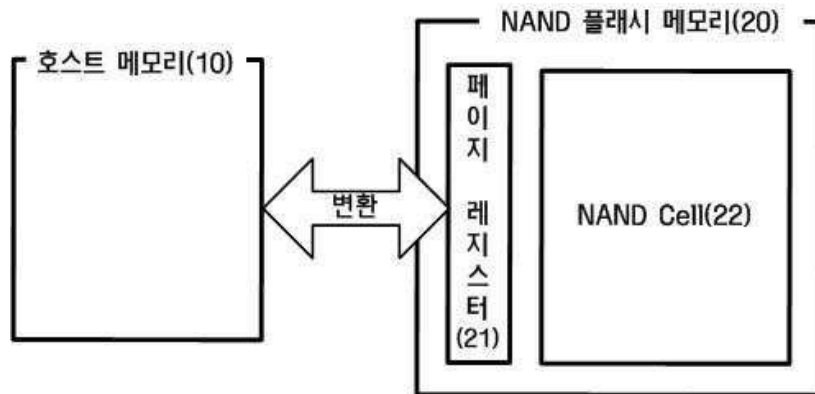 NAND 플래시 메모리(20)
호스트 메모리(10)
페이지 레지스터
(21)
변환
NAND Cell(22)